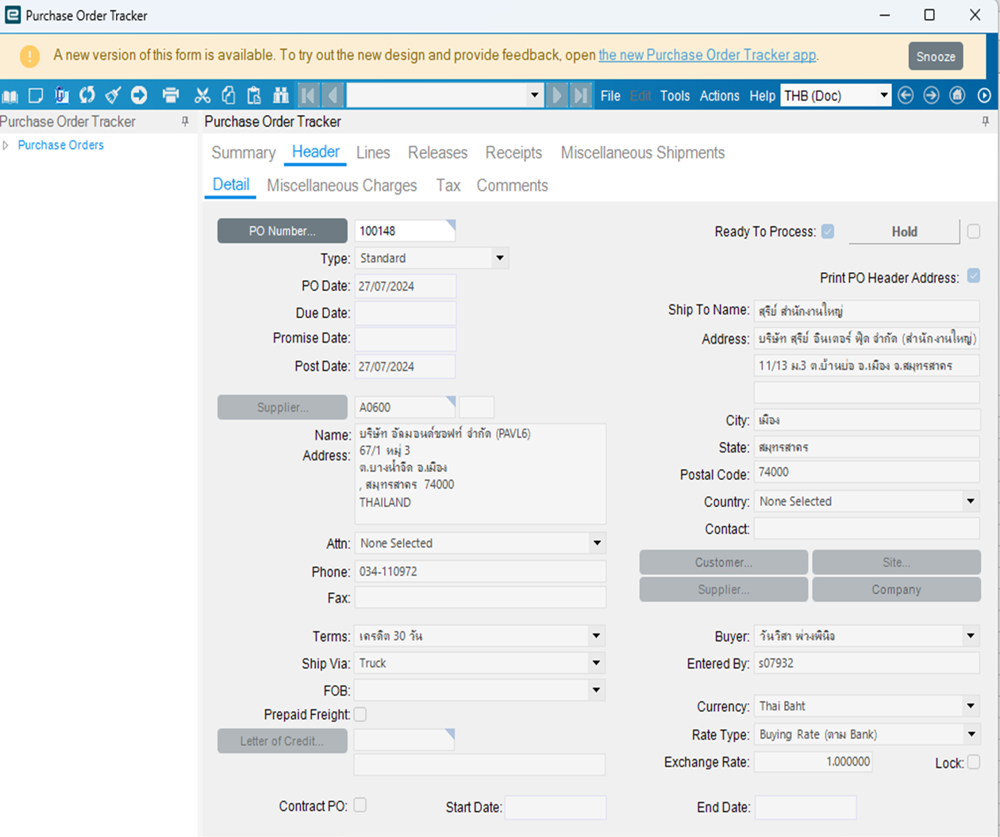 Purchase Order Tracker
A new version of this form is available. To try out the new design and provide feedback, open the new Purchase Order Tracker app.
Snooze
File Edit Tools Actions Help THB (Doc)
Purchase Order Tracker
Purchase Orders
Purchase Order Tracker
Summary Header Lines Releases Receipts Miscellaneous Shipments
Detail Miscellaneous Charges Tax Comments
PO Number... 100148
Type: Standard
PO Date: 27/07/2024
Due Date:
Promise Date:
Post Date: 27/07/2024
Supplier... A0600
Name: บริษัท อัลมอนด์ซอฟท์ จำกัด (PAVL6)
Address: 67/1 หมู่ 3
ต.บางน้ำจืด อ.เมือง
, สมุทรสาคร 74000
THAILAND
Attn: None Selected
Phone: 034-110972
Fax:
Terms: เครดิต 30 วัน
Ship Via: Truck
FOB:
Prepaid Freight:
Letter of Credit...
Contract PO:
Start Date:
Ready To Process:
Hold
Print PO Header Address:
Ship To Name: สุรีย์ สำนักงานใหญ่
Address: บริษัท สุรีย์ อินเตอร์ ฟู้ด จำกัด (สำนักงานใหญ่)
11/13 ม.3 ต.บ้านบ่อ อ.เมือง จ.สมุทรสาคร
City: เมือง
State: สมุทรสาคร
Postal Code: 74000
Country: None Selected
Contact:
Customer... Site...
Supplier... Company
Buyer: วันวิสา พ่วงพินิจ
Entered By: s07932
Currency: Thai Baht
Rate Type: Buying Rate (ตาม Bank)
Exchange Rate: 1.000000 Lock:
End Date: